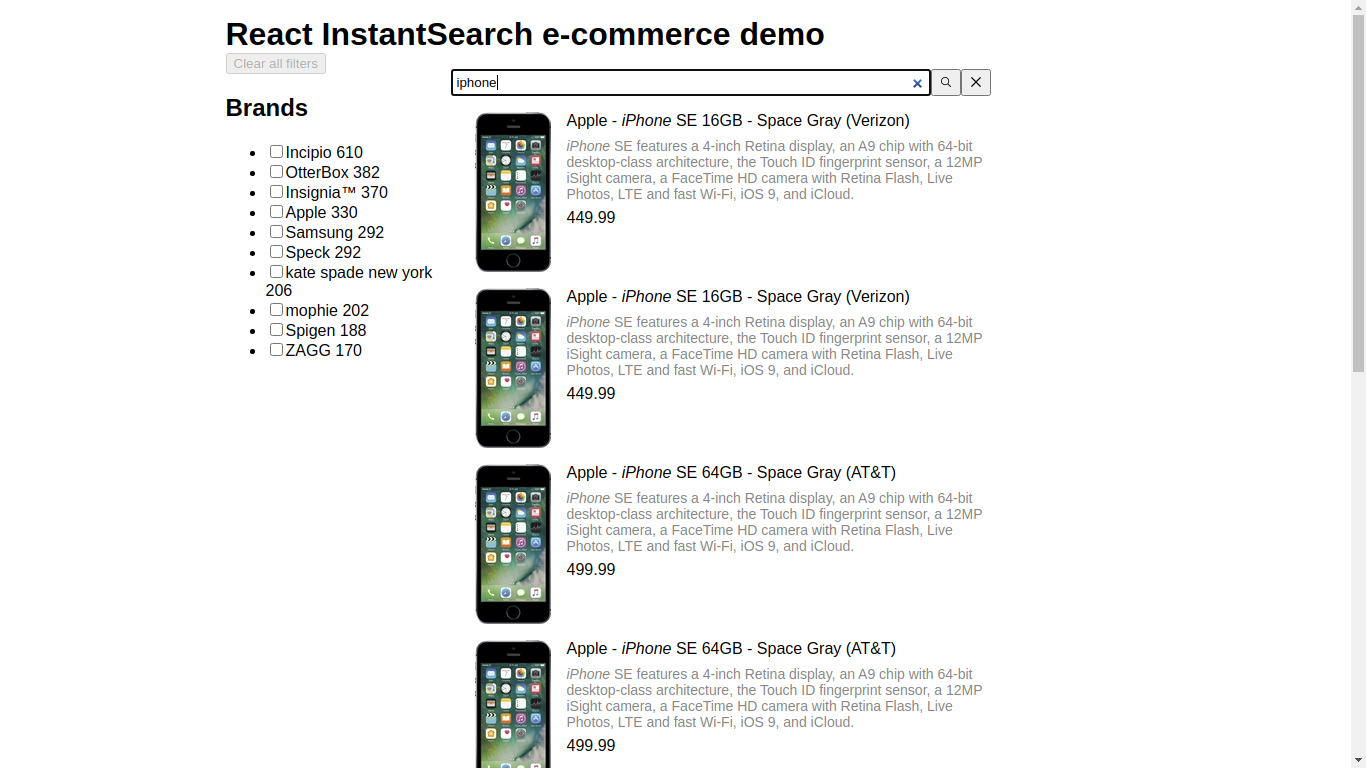 React InstantSearch e-commerce demo
Clear all filters
Brands
Incipio 610
OtterBox 382
Insignia™ 370
Apple 330
Samsung 292
Speck 292
kate spade new york
206
mophie 202
Spigen 188
ZAGG 170
iphone
Apple - iPhone SE 16GB - Space Gray (Verizon)
iPhone SE features a 4-inch Retina display, an A9 chip with 64-bit
desktop-class architecture, the Touch ID fingerprint sensor, a 12MP
iSight camera, a FaceTime HD camera with Retina Flash, Live
Photos, LTE and fast Wi-Fi, iOS 9, and iCloud.
449.99
Apple - iPhone SE 16GB - Space Gray (Verizon)
iPhone SE features a 4-inch Retina display, an A9 chip with 64-bit
desktop-class architecture, the Touch ID fingerprint sensor, a 12MP
iSight camera, a FaceTime HD camera with Retina Flash, Live
Photos, LTE and fast Wi-Fi, iOS 9, and iCloud.
449.99
Apple - iPhone SE 64GB - Space Gray (AT&T)
iPhone SE features a 4-inch Retina display, an A9 chip with 64-bit
desktop-class architecture, the Touch ID fingerprint sensor, a 12MP
iSight camera, a FaceTime HD camera with Retina Flash, Live
Photos, LTE and fast Wi-Fi, iOS 9, and iCloud.
499.99
Apple - iPhone SE 64GB - Space Gray (AT&T)
iPhone SE features a 4-inch Retina display, an A9 chip with 64-bit
desktop-class architecture, the Touch ID fingerprint sensor, a 12MP
iSight camera, a FaceTime HD camera with Retina Flash, Live
Photos, LTE and fast Wi-Fi, iOS 9, and iCloud.
499.99